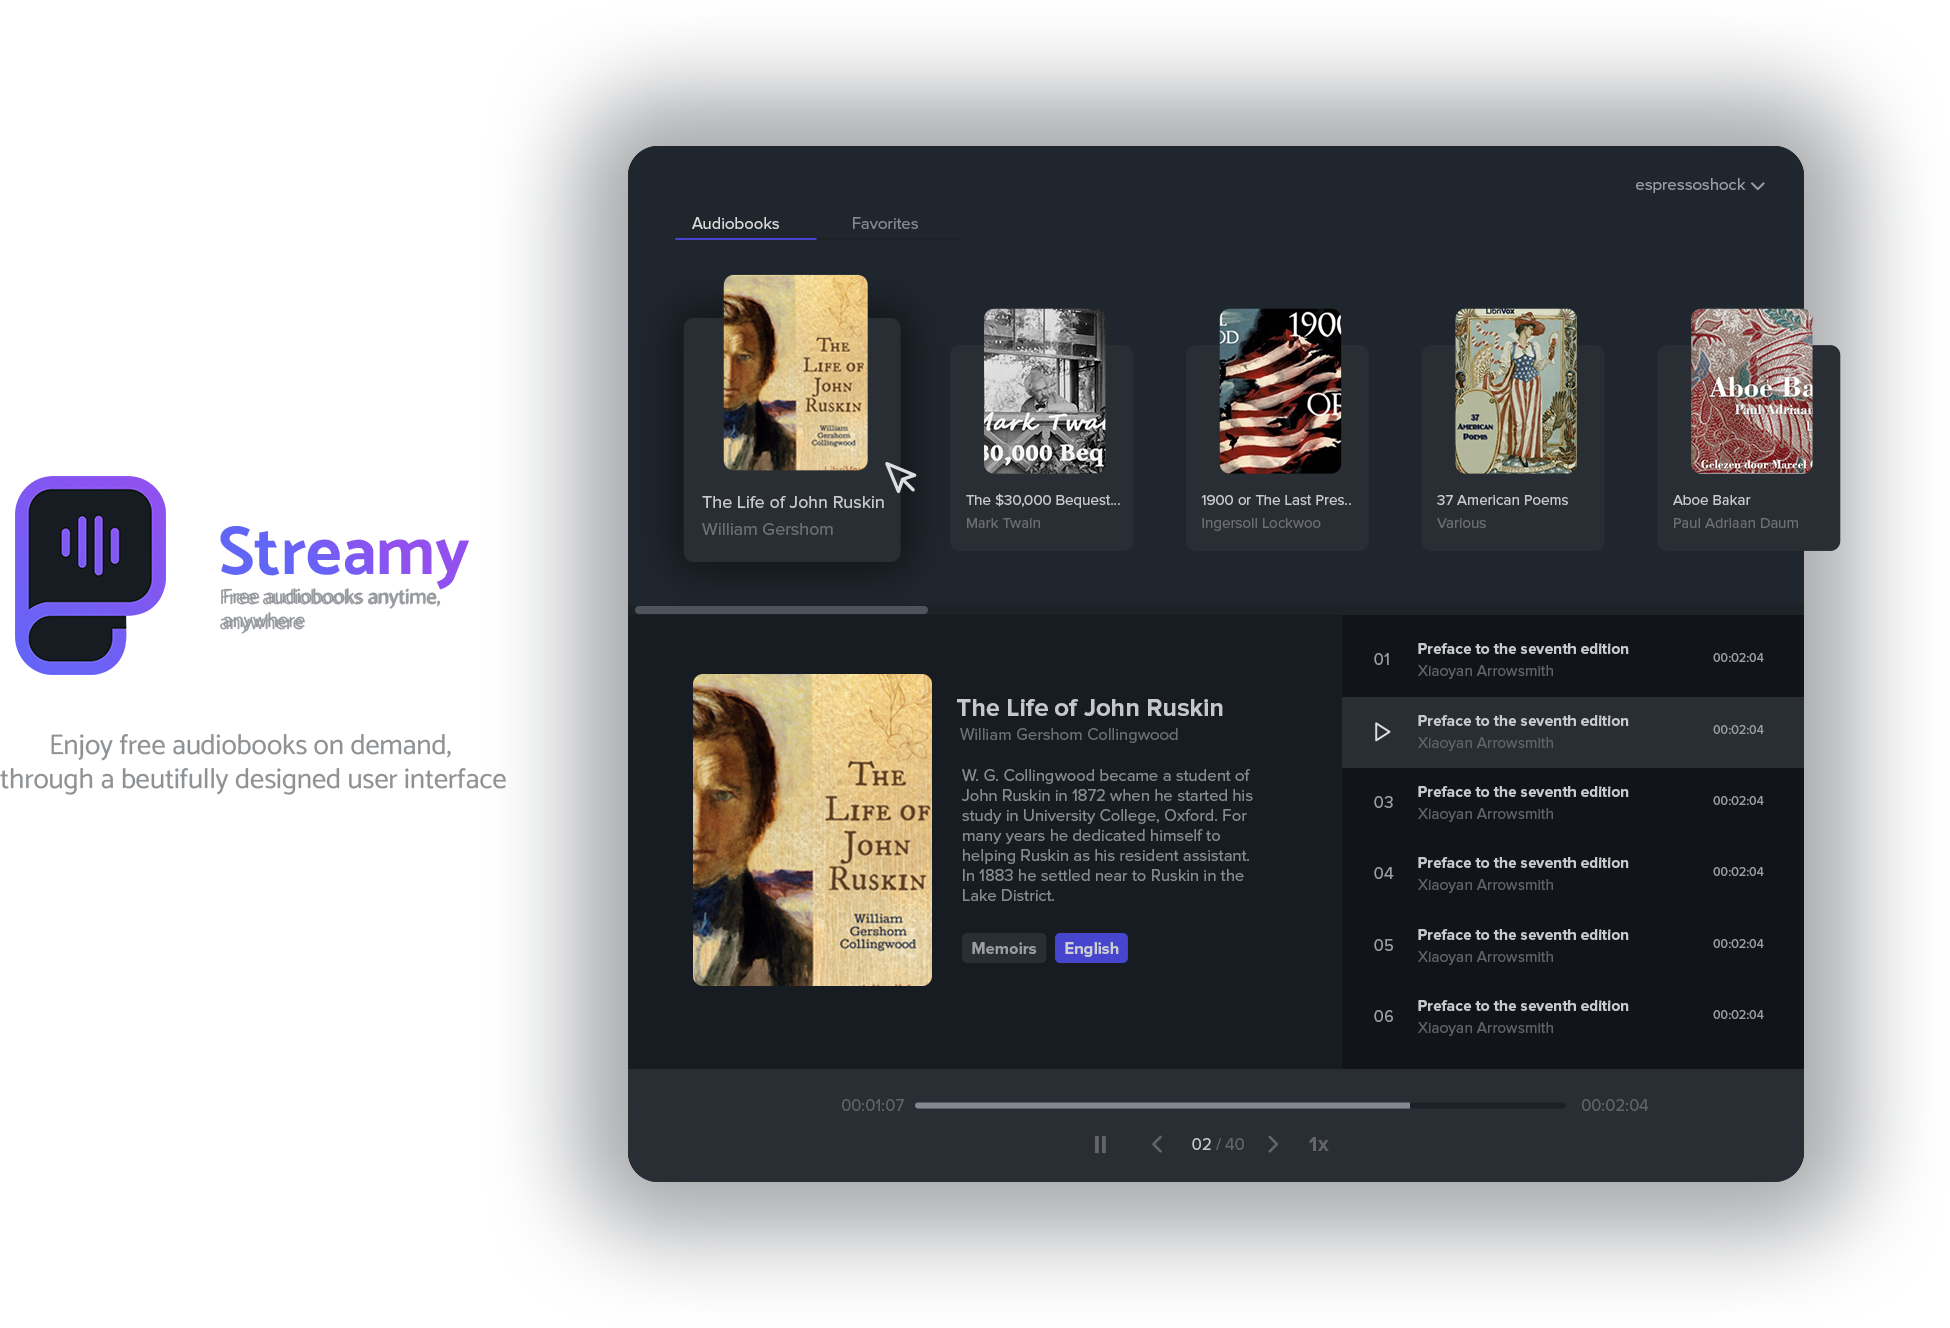 Streamy
Free audiobooks anytime,
anywhere
Enjoy free audiobooks on demand,
through a beutifully designed user interface
espressoshock
Audiobooks
Favorites
THE
LIFE OF
JOHN
RUSKIN
William
Gershom
Collingwood
The Life of John Ruskin
William Gershom
Mark Twai
30,000 Beq
The $30,000 Bequest...
Mark Twain
1900
OR
1900 or The Last Pres..
Ingersoll Lockwoo
LibriVox
37
AMERICAN
POEMS
37 American Poems
Various
Aboe Ba
Paul Adriaan
Gelezen door Marcel
Aboe Bakar
Paul Adriaan Daum
THE
LIFE OF
JOHN
RUSKIN
William
Gershom
Collingwood
The Life of John Ruskin
William Gershom Collingwood
W. G. Collingwood became a student of
John Ruskin in 1872 when he started his
study in University College, Oxford. For
many years he dedicated himself to
helping Ruskin as his resident assistant.
In 1883 he settled near to Ruskin in the
Lake District.
Memoirs
English
01 Preface to the seventh edition 00:02:04
Xiaoyan Arrowsmith
Preface to the seventh edition 00:02:04
Xiaoyan Arrowsmith
03 Preface to the seventh edition 00:02:04
Xiaoyan Arrowsmith
04 Preface to the seventh edition 00:02:04
Xiaoyan Arrowsmith
05 Preface to the seventh edition 00:02:04
Xiaoyan Arrowsmith
06 Preface to the seventh edition 00:02:04
Xiaoyan Arrowsmith
00:01:07
00:02:04
02 / 40
1x